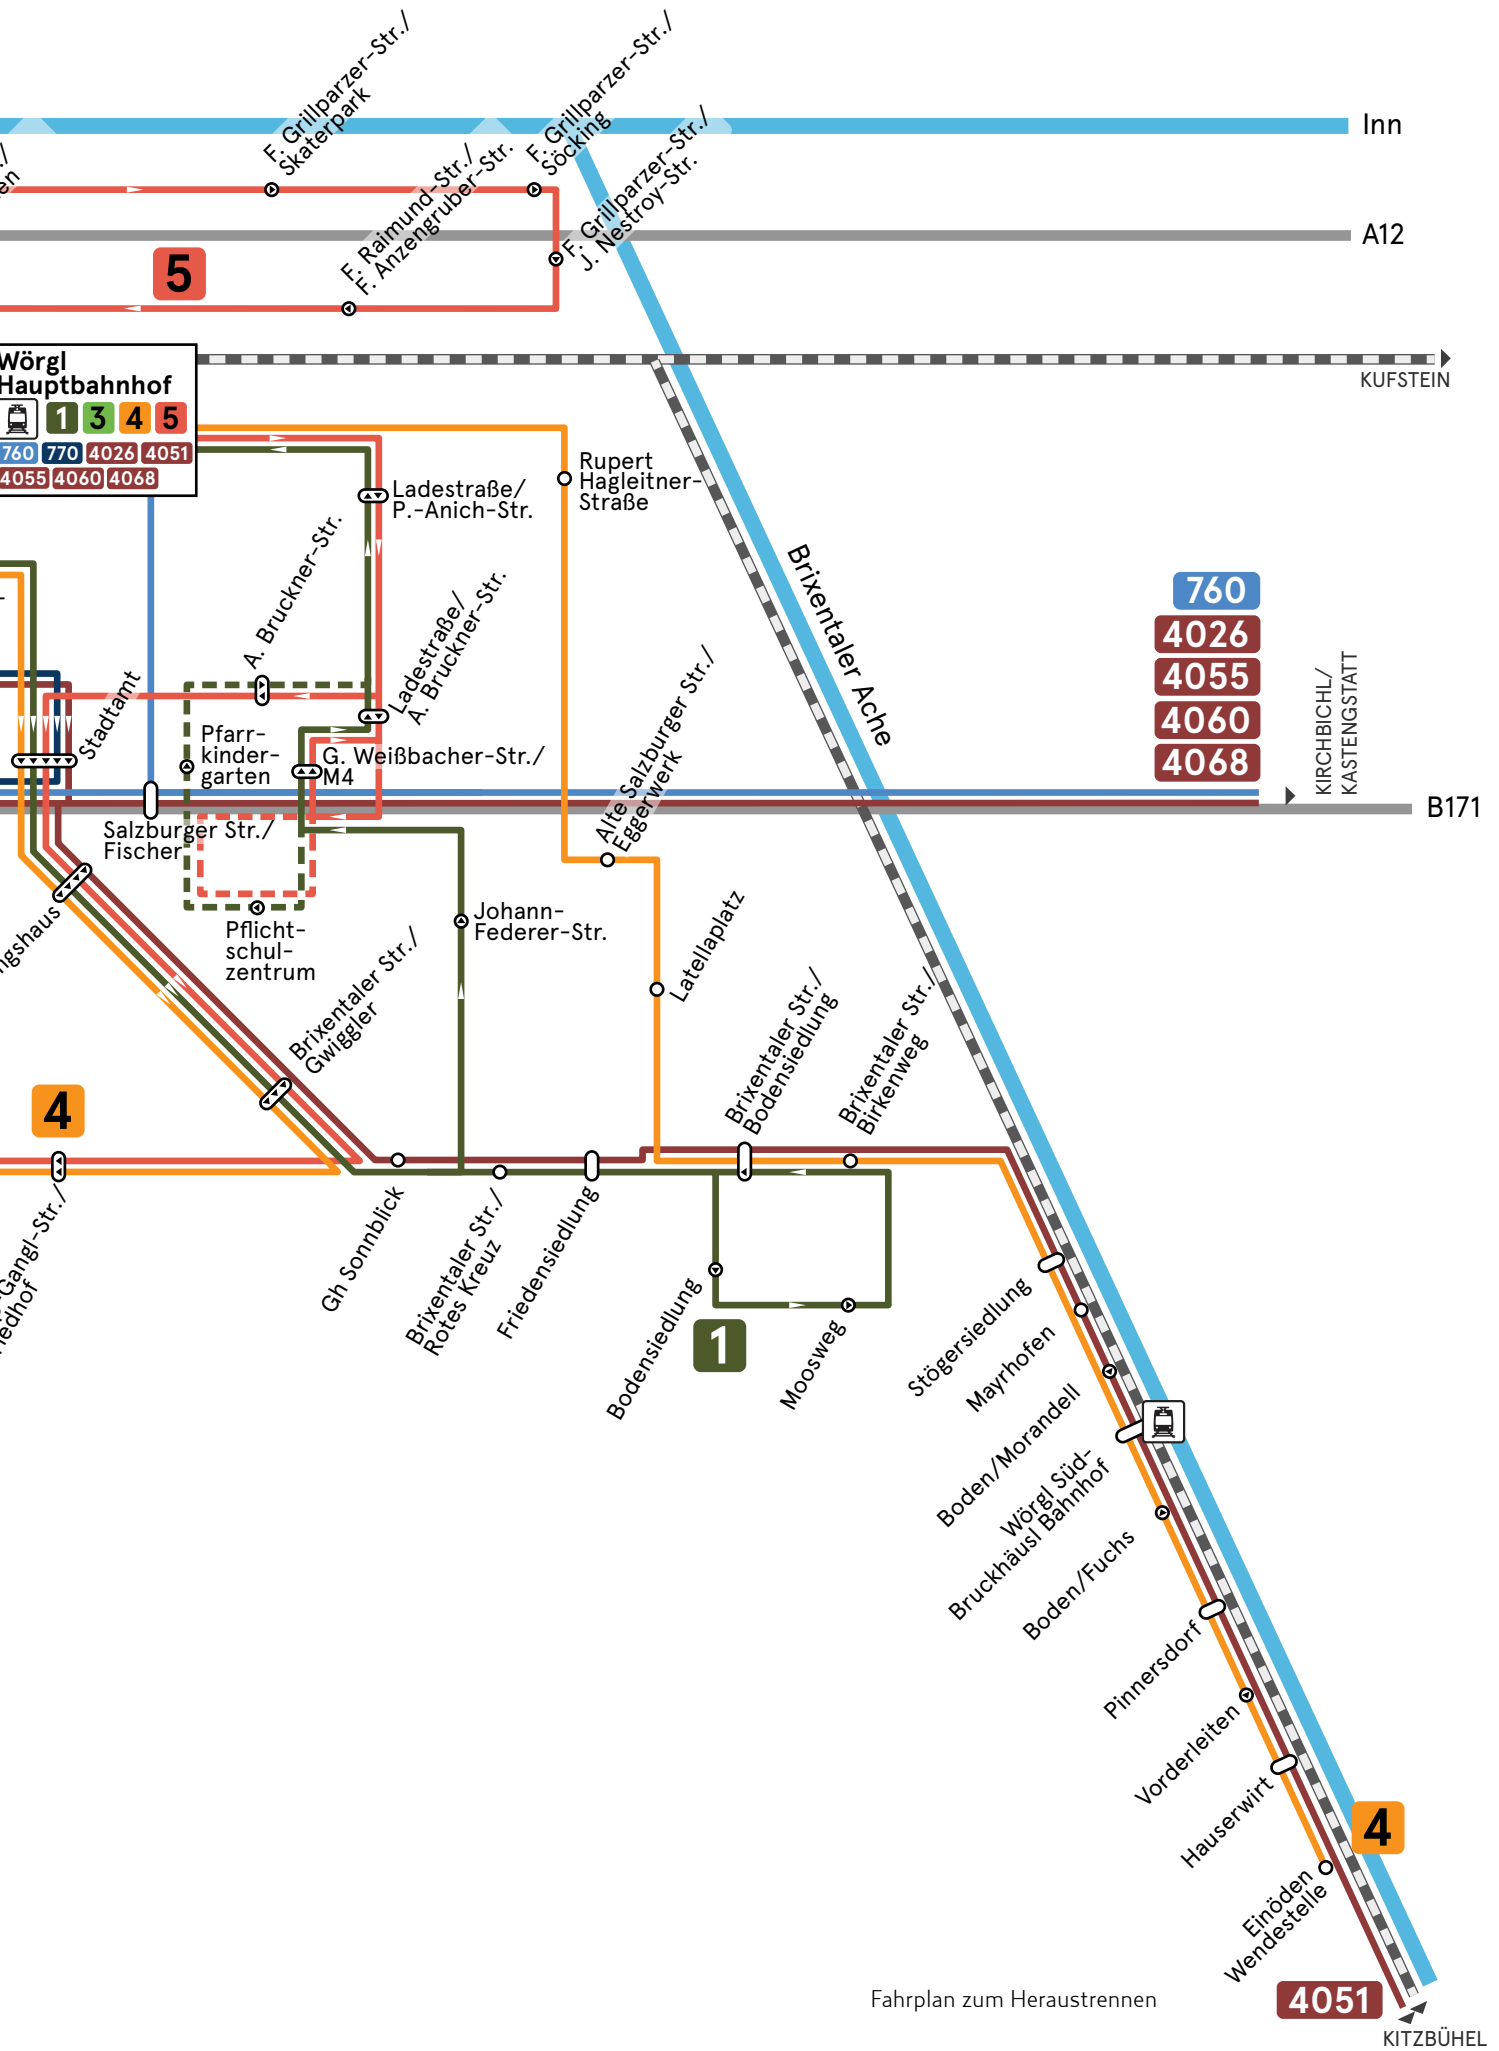 F. Grillparzer-Str./
Skaterpark
F. Grillparzer-Str./
Söcking
Inn
F. Raimund-Str./
F. Anzengruber-Str.
F. Grillparzer-Str./
J. Nestroy-Str.
A12
5
Wörgl
Hauptbahnhof
1 3 4 5
760 770 4026 4051
4055 4060 4068
KUFSTEIN
Rupert
Hagleitner-
Straße
Ladestraße/
P.-Anich-Str.
A. Bruckner-Str.
Ladestraße/
A. Bruckner-Str.
Brixentaler Ache
760
4026
4055
4060
4068
KIRCHBICHL/
KASTENGSTATT
B171
Stadtamt
Pfarr-
kinder-
garten
G. Weißbacher-Str./
M4
Alte Salzburger Str./
Eggerwerk
Salzburger Str./
Fischer
Pflicht-
schul-
zentrum
Johann-
Federer-Str.
Latellaplatz
Brixentaler Str./
Gwiggler
Brixentaler Str./
Bodensiedlung
Brixentaler Str./
Birkenweg
4
Gh Sonnblick
Brixentaler Str./
Rotes Kreuz
Friedensiedlung
Bodensiedlung
1
Moosweg
Stögersiedlung
Mayrhofen
Boden/Morandell
Wörgl Süd-
Bruckhäusl Bahnhof
Boden/Fuchs
Pinnersdorf
Vorderleiten
Hauserwirt
4
Einöden
Wendestelle
Fahrplan zum Heraustrennen
4051
KITZBÜHEL